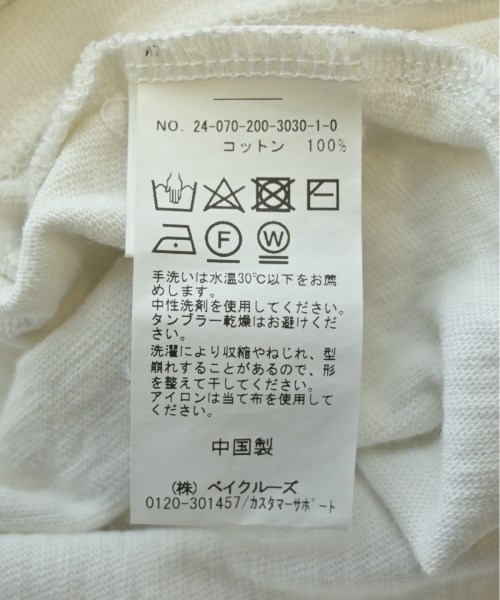 NO. 24-070-200-3030-1-0
コットン 100%
F
W
手洗いは水温30℃以下をお薦
めします。
中性洗剤を使用してください。
タンブラー乾燥はお避けくだ
さい。
洗濯により収縮やねじれ、型
崩れすることがあるので、形
を整えて干してください。
アイロンは当て布を使用して
ください。
中国製
(株) ベイクルーズ
0120-301457/カスタマーサポート